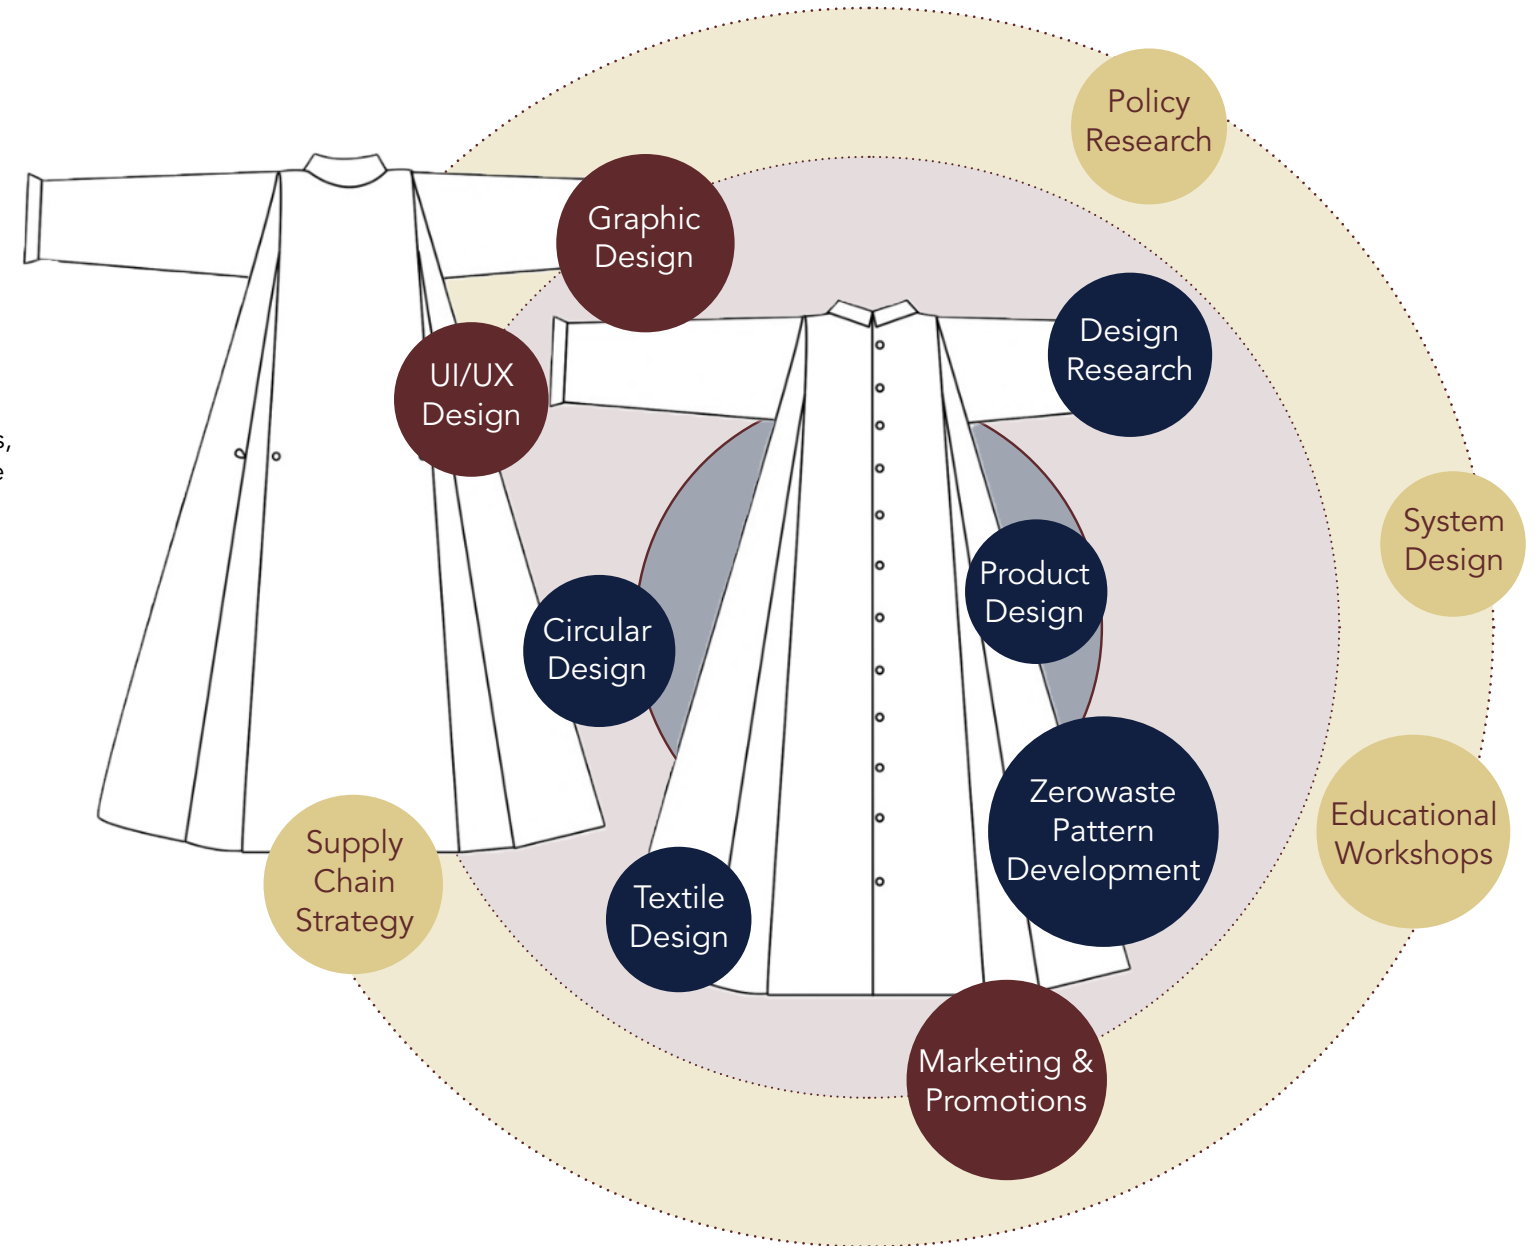 Policy
Research
Graphic
Design
Design
Research
UI/UX
Design
s,
e
System
Design
Product
Design
Circular
Design
Zerowaste
Pattern
Development
Educational
Workshops
Supply
Chain
Strategy
Textile
Design
Marketing &
Promotions